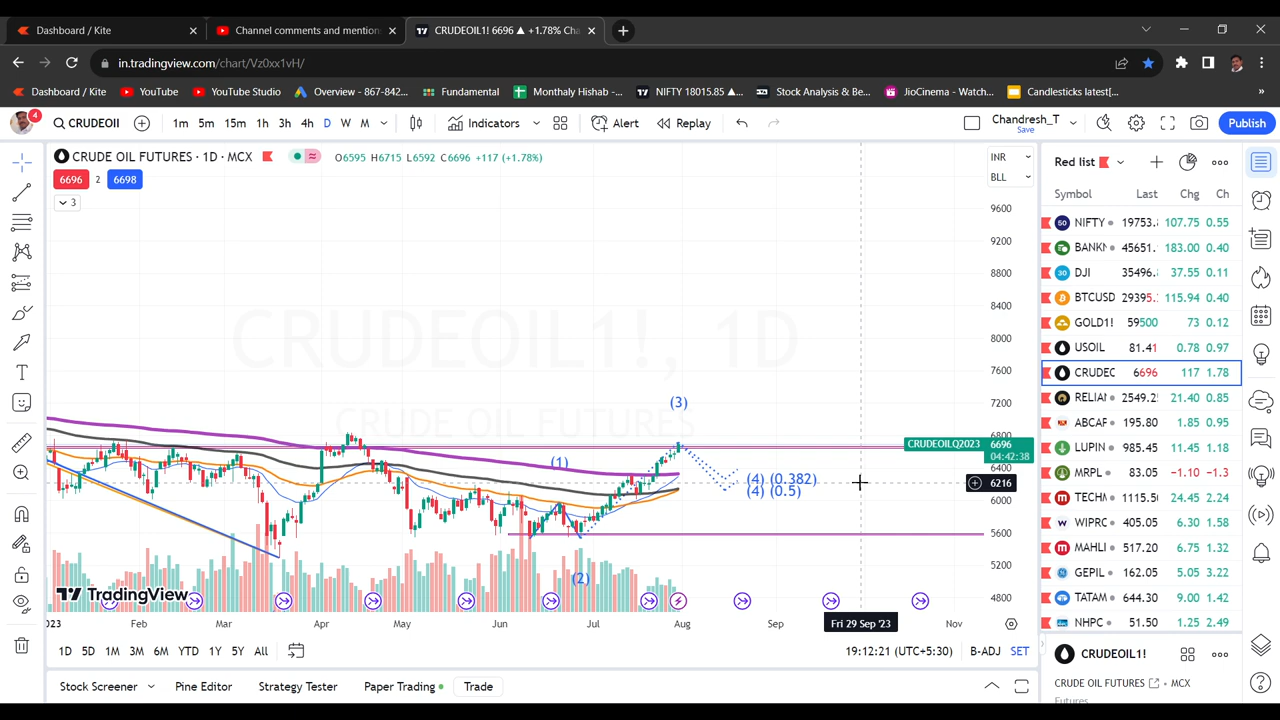 Dashboard / Kite
Channel comments and mention
CRUDEOIL1! 6696 ▲ +1.78% Cha
in.tradingview.com/chart/Vz0xx1vH/
Dashboard / Kite YouTube YouTube Studio Overview - 867-842... Fundamental Monthaly Hishab -... NIFTY 18015.85 ▲... Stock Analysis & Be... JioCinema - Watch... Candlesticks latest[... »
4 CRUDEOIl 1m 5m 15m 1h 3h 4h D W M Indicators Alert Replay Chandresh_T Save Publish
CRUDE OIL FUTURES · 1D · MCX O6595 H6715 L6592 C6696 +117 (+1.78%)
6696 2 6698
3
INR
BLL
9600
9200
8800
8400
8000
7600
7200
6800
6400
6000
5600
5200
4800
CRUDEOIL1!, 1D
RUDE OIL FUTURES
(3)
(1)
(4) (0.382)
(4) (0.5)
(2)
CRUDEOILQ2023 6696
04:42:38
6216
TradingView
2023 Feb Mar Apr May Jun Jul Aug Sep Fri 29 Sep '23 Nov
1D 5D 1M 3M 6M YTD 1Y 5Y All 19:12:21 (UTC+5:30) B-ADJ SET
Stock Screener Pine Editor Strategy Tester Paper Trading Trade
Red list
Symbol Last Chg Ch
NIFTY 19753.8 107.75 0.55
BANKN 45651. 183.00 0.40
DJI 35496. 37.55 0.11
BTCUSD 29395. 115.94 0.40
GOLD1! 59500 73 0.12
USOIL 81.41 0.78 0.97
CRUDEC 6696 117 1.78
RELIAN 2549.2 21.40 0.85
ABCAF 195.40 1.85 0.95
LUPIN 985.45 11.45 1.18
MRPL 83.05 -1.10 -1.3
TECHM 1115.50 24.45 2.24
WIPRC 405.05 6.30 1.58
MAHLI 517.20 6.75 1.32
GEPIL 162.05 5.05 3.22
TATAM 644.30 9.00 1.42
NHPC 51.50 1.25 2.49
CRUDEOIL1!
CRUDE OIL FUTURES MCX
Futures